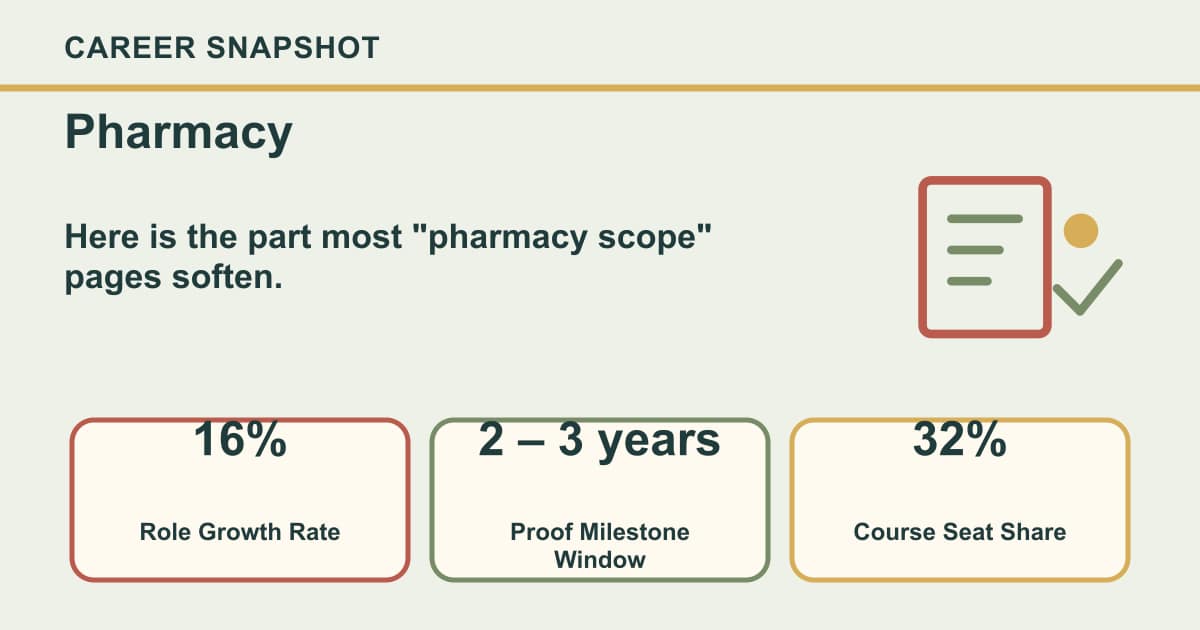 CAREER SNAPSHOT
Pharmacy
Here is the part most "pharmacy scope"
pages soften.
16%
Role Growth Rate
2 – 3 years
Proof Milestone
Window
32%
Course Seat Share